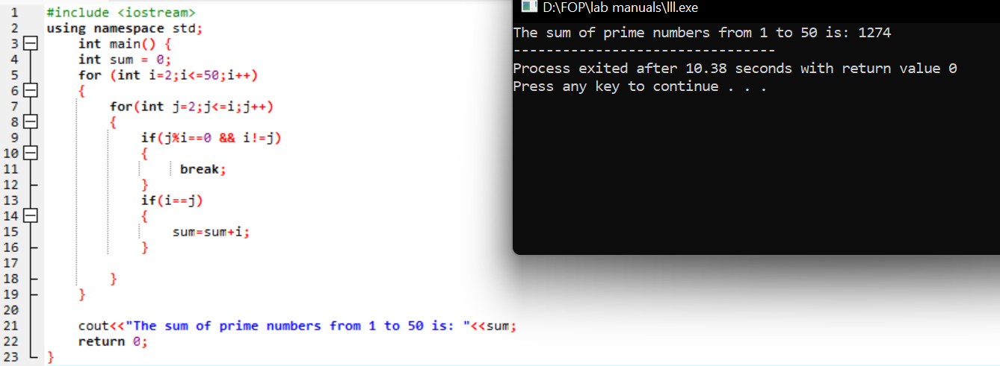 1 #include <iostream>
2 using namespace std;
3 int main() {
4 int sum = 0;
5 for (int i=2;i<=50;i++)
6 {
7 for(int j=2;j<=i;j++)
8 {
9 if(j%i==0 && i!=j)
10 {
11 break;
12 }
13 if(i==j)
14 {
15 sum=sum+i;
16 }
17
18 }
19 }
20
21 cout<<"The sum of prime numbers from 1 to 50 is: "<<sum;
22 return 0;
23 }
D:\FOP\lab manuals\lll.exe
The sum of prime numbers from 1 to 50 is: 1274
--------------------------------
Process exited after 10.38 seconds with return value 0
Press any key to continue . . .